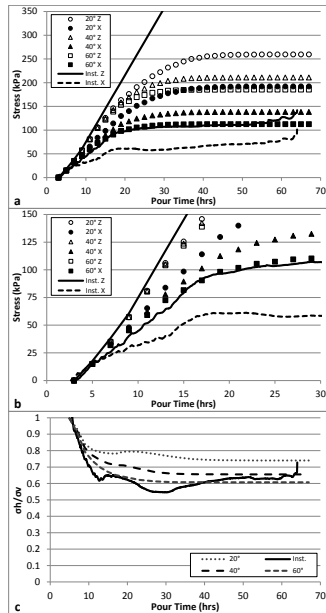 350
300
250
200
150
100
50
0
Stress (kPa)
20° Z
20° X
40° Z
40° X
60° Z
60° X
Inst. Z
Inst. X
a
0 10 20 30 40 50 60 70
Pour Time (hrs)
150
125
100
75
50
25
0
Stress (kPa)
20° Z
20° X
40° Z
40° X
60° Z
60° X
Inst. Z
Inst. X
b
0 5 10 15 20 25 30
Pour Time (hrs)
1
0.9
0.8
0.7
0.6
0.5
0.4
0.3
0.2
0.1
0
σh/σv
20° Inst.
40° 60°
c
0 10 20 30 40 50 60 70
Pour Time (hrs)